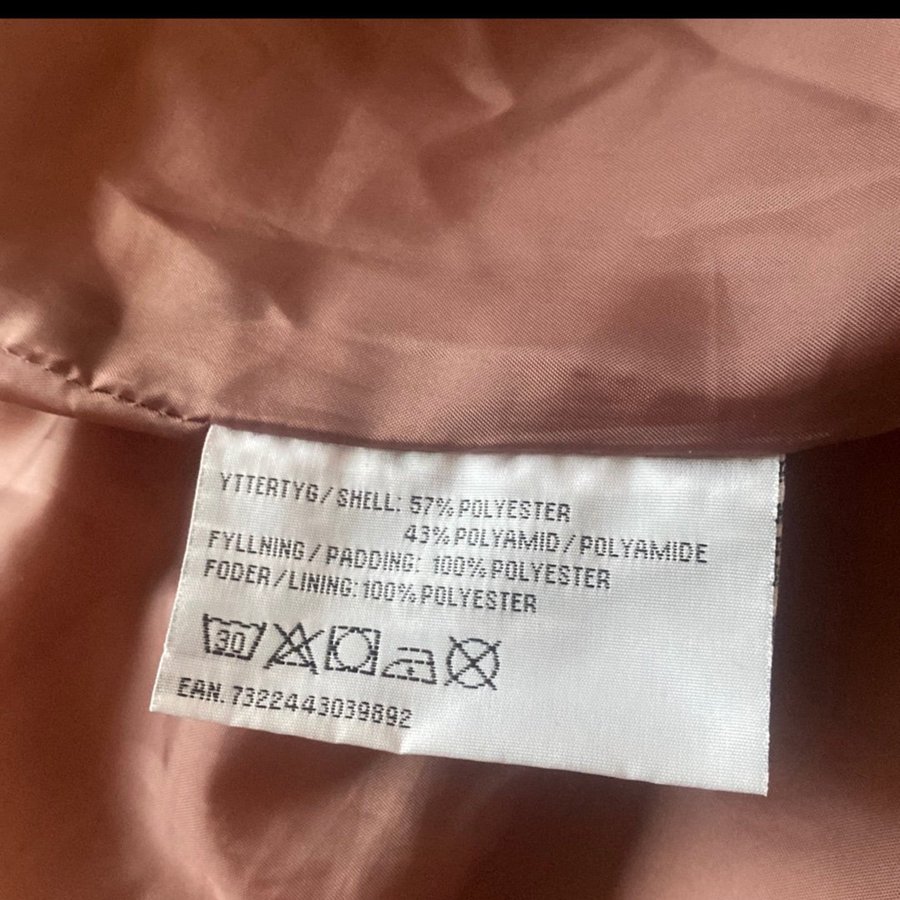 YTTERTYG/SHELL: 57% POLYESTER
43% POLYAMID/POLYAMIDE
FYLLNING/PADDING: 100% POLYESTER
FODER/LINING: 100% POLYESTER
30
EAN. 7322443039892